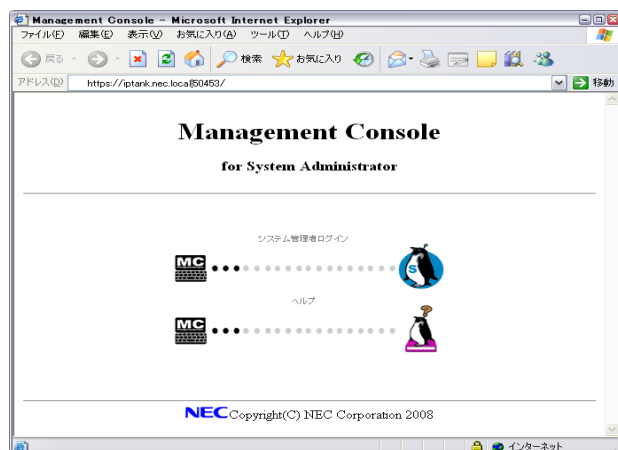 Management Console - Microsoft Internet Explorer
ファイル(F) 編集(E) 表示(V) お気に入り(A) ツール(T) ヘルプ(H)
戻る 検索 お気に入り
アドレス(D) https://iptank.nec.local:50453/ 移動
Management Console
for System Administrator
システム管理者ログイン
MC S
ヘルプ
MC ?
NEC Copyright(C) NEC Corporation 2008
インターネット